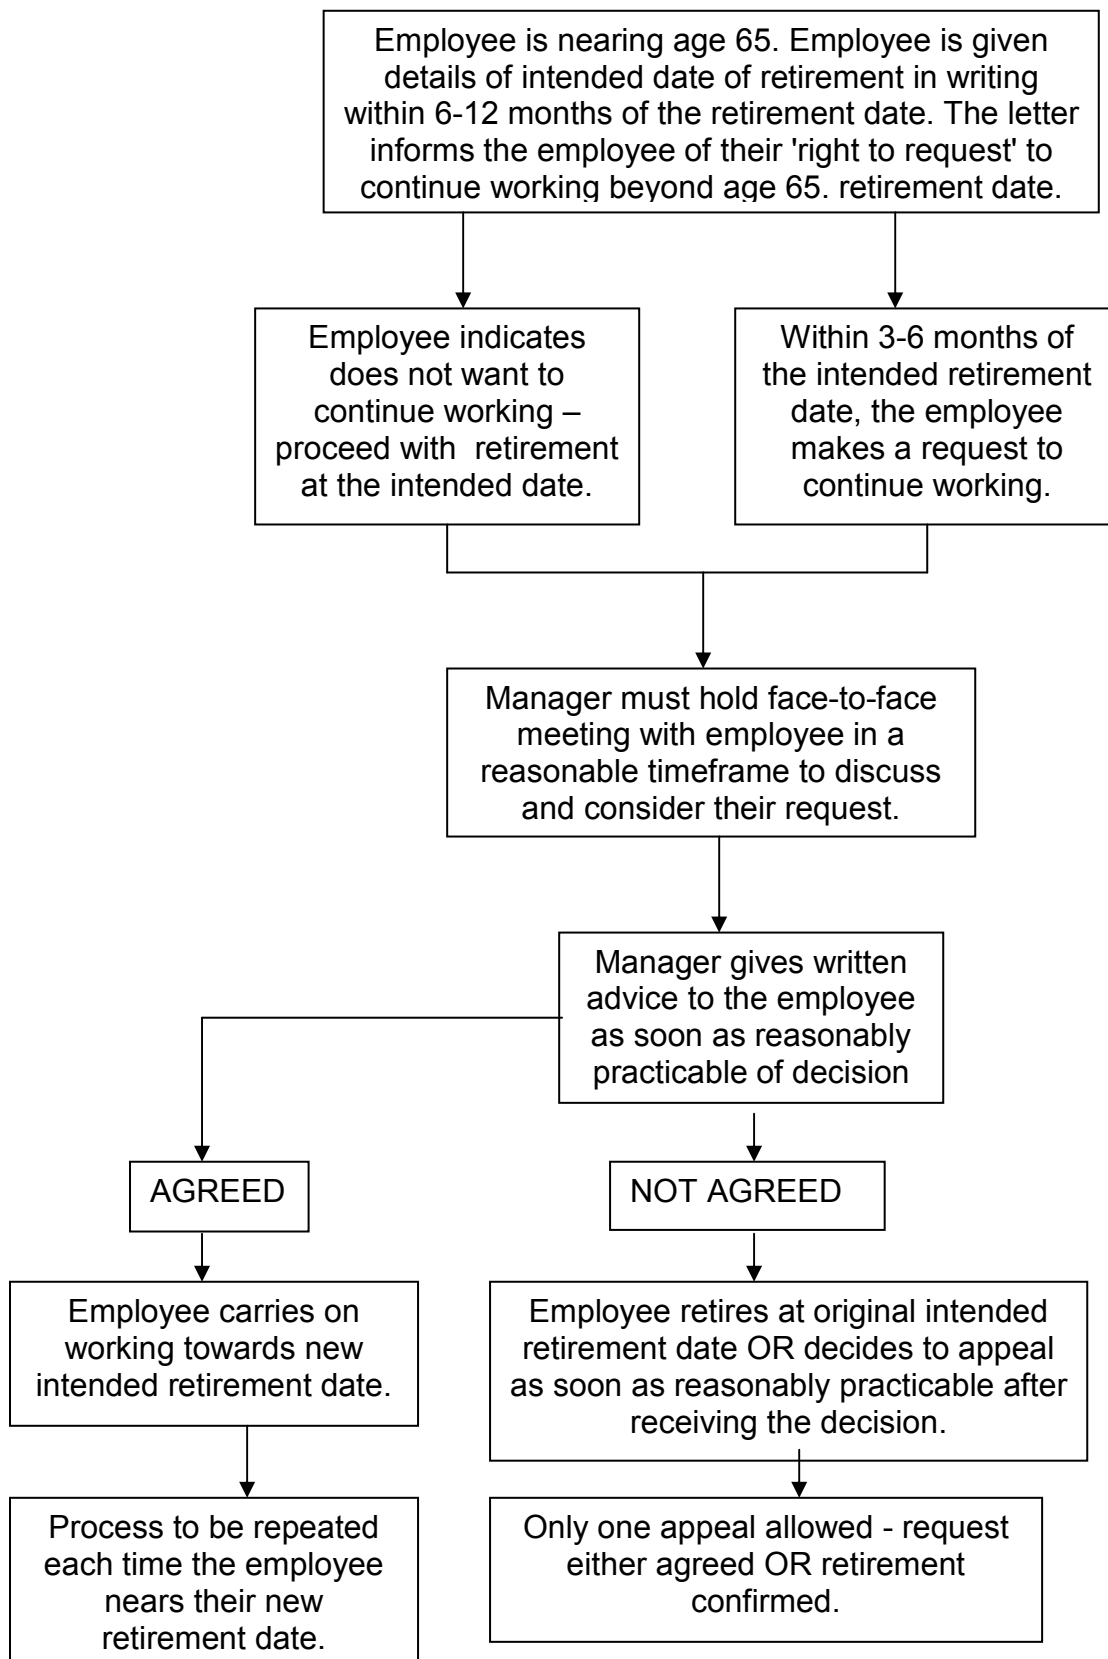 Employee is nearing age 65. Employee is given
details of intended date of retirement in writing
within 6-12 months of the retirement date. The letter
informs the employee of their 'right to request' to
continue working beyond age 65. retirement date.
Employee indicates
does not want to
continue working –
proceed with retirement
at the intended date.
Within 3-6 months of
the intended retirement
date, the employee
makes a request to
continue working.
Manager must hold face-to-face
meeting with employee in a
reasonable timeframe to discuss
and consider their request.
Manager gives written
advice to the employee
as soon as reasonably
practicable of decision
AGREED
NOT AGREED
Employee carries on
working towards new
intended retirement date.
Employee retires at original intended
retirement date OR decides to appeal
as soon as reasonably practicable after
receiving the decision.
Process to be repeated
each time the employee
nears their new
retirement date.
Only one appeal allowed - request
either agreed OR retirement
confirmed.